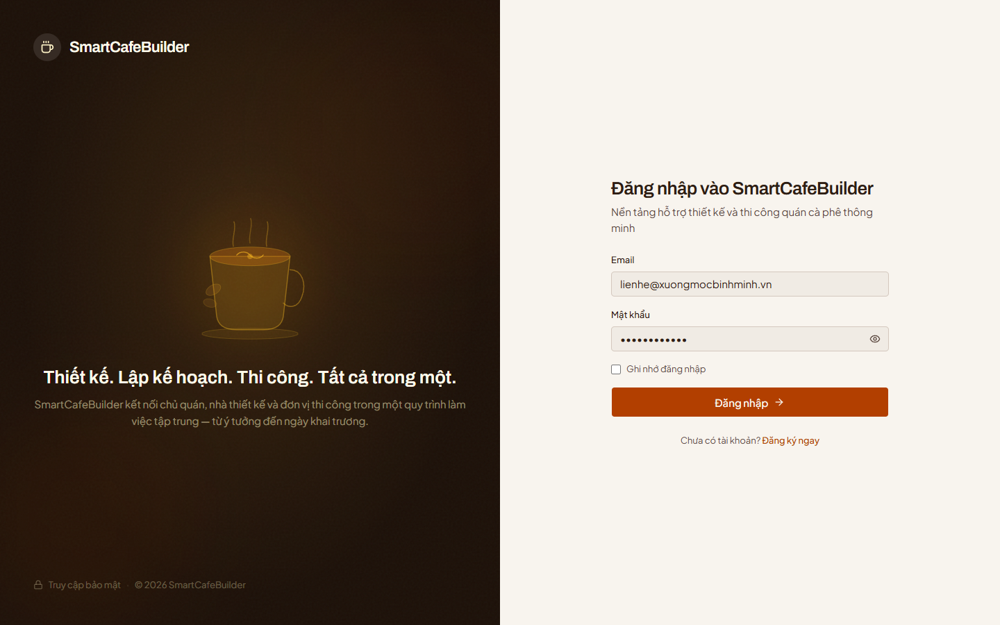 SmartCafeBuilder
Thiết kế. Lập kế hoạch. Thi công. Tất cả trong một.
SmartCafeBuilder kết nối chủ quán, nhà thiết kế và đơn vị thi công trong một quy trình làm
việc tập trung — từ ý tưởng đến ngày khai trương.
Truy cập bảo mật · © 2026 SmartCafeBuilder
Đăng nhập vào SmartCafeBuilder
Nền tảng hỗ trợ thiết kế và thi công quán cà phê thông
minh
Email
lienhe@xuongmocbinhminh.vn
Mật khẩu
••••••••••••
Ghi nhớ đăng nhập
Đăng nhập →
Chưa có tài khoản? Đăng ký ngay